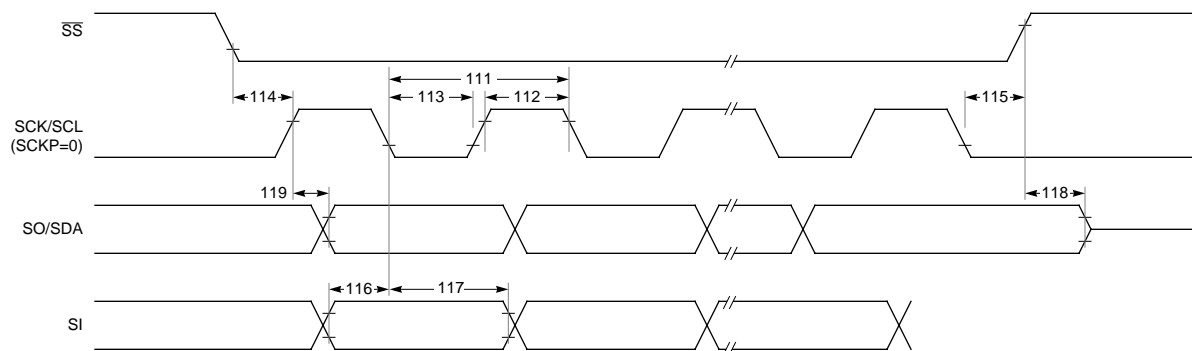 SS
111
114
113
112
115
SCK/SCL
(SCKP=0)
119
118
SO/SDA
116
117
SI